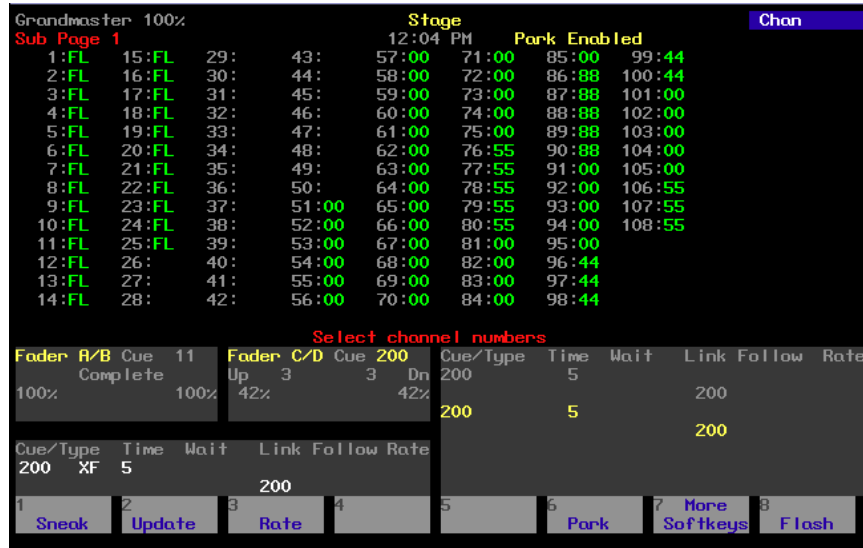 Grandmaster 100% Stage Chan
Sub Page 1 12:04 PM Park Enabled
1:FL 15:FL 29: 43: 57:00 71:00 85:00 99:44
2:FL 16:FL 30: 44: 58:00 72:00 86:88 100:44
3:FL 17:FL 31: 45: 59:00 73:00 87:88 101:00
4:FL 18:FL 32: 46: 60:00 74:00 88:88 102:00
5:FL 19:FL 33: 47: 61:00 75:00 89:88 103:00
6:FL 20:FL 34: 48: 62:00 76:55 90:88 104:00
7:FL 21:FL 35: 49: 63:00 77:55 91:00 105:00
8:FL 22:FL 36: 50: 64:00 78:55 92:00 106:55
9:FL 23:FL 37: 51:00 65:00 79:55 93:00 107:55
10:FL 24:FL 38: 52:00 66:00 80:55 94:00 108:55
11:FL 25:FL 39: 53:00 67:00 81:00 95:00
12:FL 26: 40: 54:00 68:00 82:00 96:44
13:FL 27: 41: 55:00 69:00 83:00 97:44
14:FL 28: 42: 56:00 70:00 84:00 98:44
Select channel numbers
Fader A/B Cue 11 Fader C/D Cue 200 Cue/Type Time Wait Link Follow Rate
Complete Up 3 3 Dn 200 5
100% 100% 42% 42% 200
200 5
200
Cue/Type Time Wait Link Follow Rate
200 XF 5
200
1 2 3 4 5 6 7 More 8
Sneak Update Rate Park Softkeys Flash